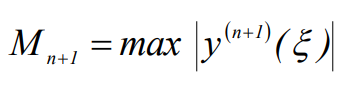 M_{n+1} = max |y^{(n+1)}(ξ)|